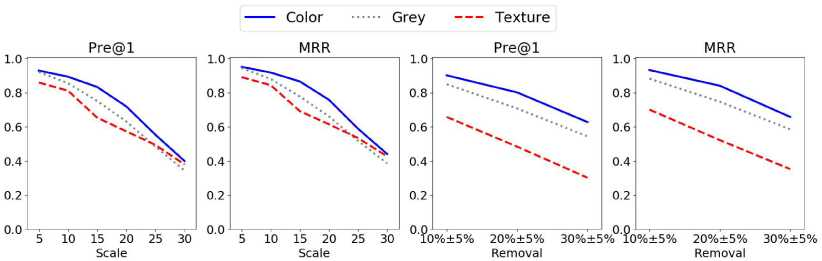 Color Grey Texture
Pre@1 MRR Pre@1 MRR
1.0 1.0 1.0 1.0
0.8 0.8 0.8 0.8
0.6 0.6 0.6 0.6
0.4 0.4 0.4 0.4
0.2 0.2 0.2 0.2
0.0 0.0 0.0 0.0
5 10 15 20 25 30 5 10 15 20 25 30 10%±5% 20%±5% 30%±5% 10%±5% 20%±5% 30%±5%
Scale Scale Removal Removal